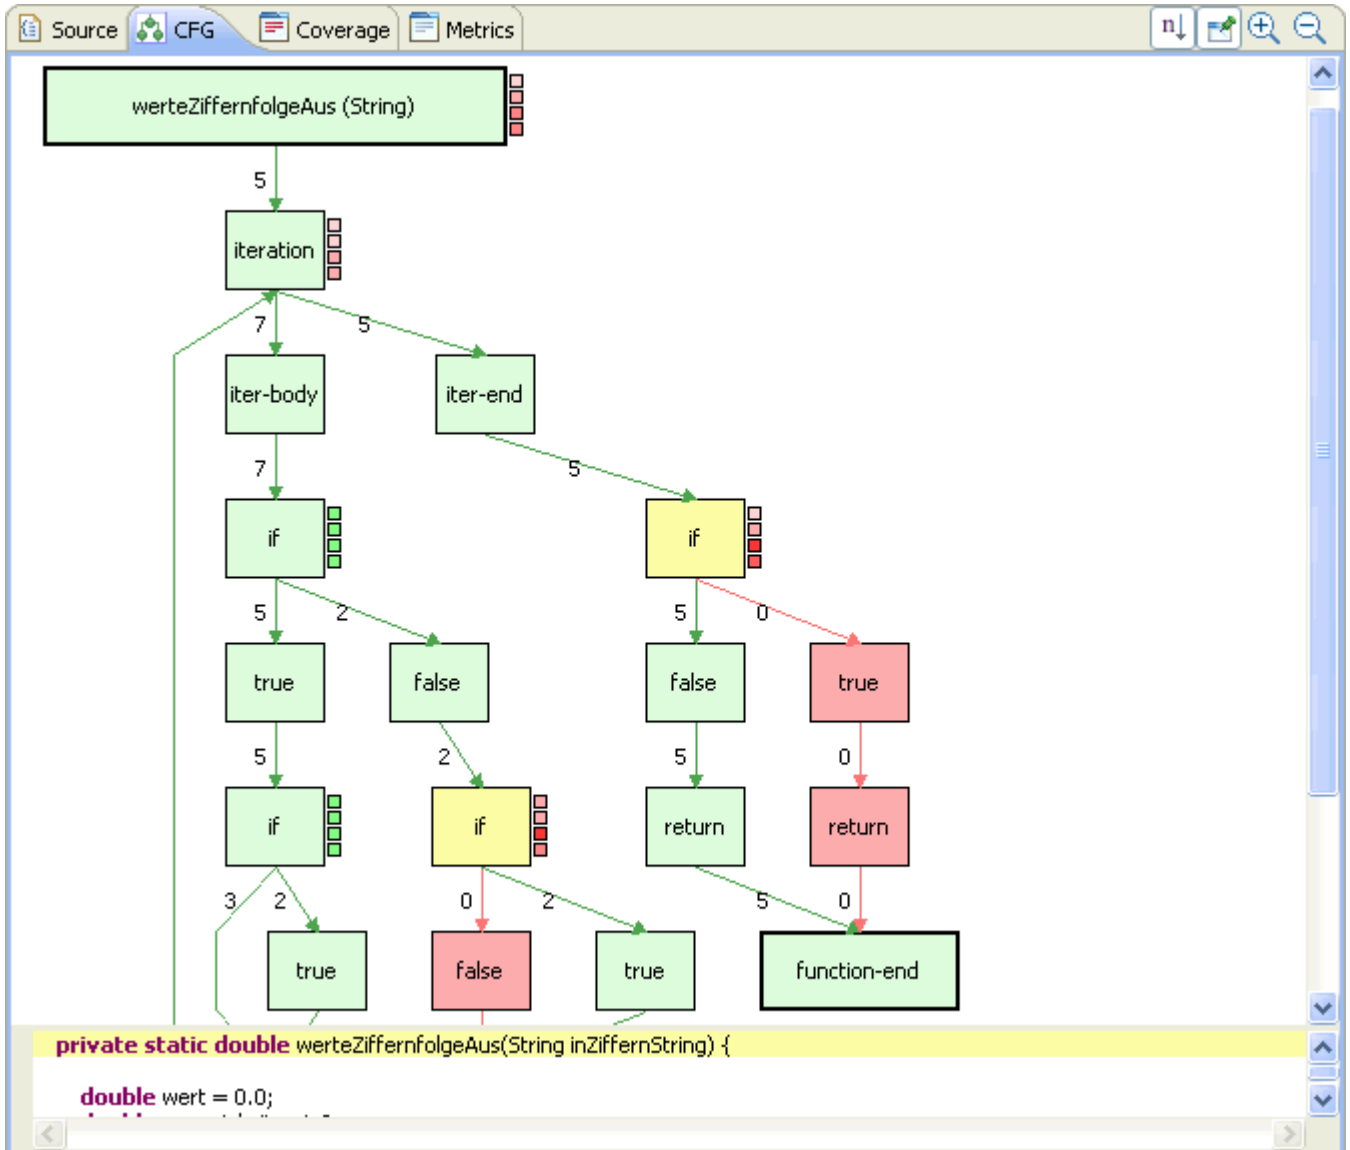 Source CFG Coverage Metrics n
werteZiffernfolgeAus (String)
5
iteration
7 5
iter-body iter-end
7 5
if if
5 2 5 0
true false false true
5 2 5 0
if if return return
3 2 0 2 5 0
true false true function-end
private static double werteZiffernfolgeAus(String inZiffernString) {
double wert = 0.0;